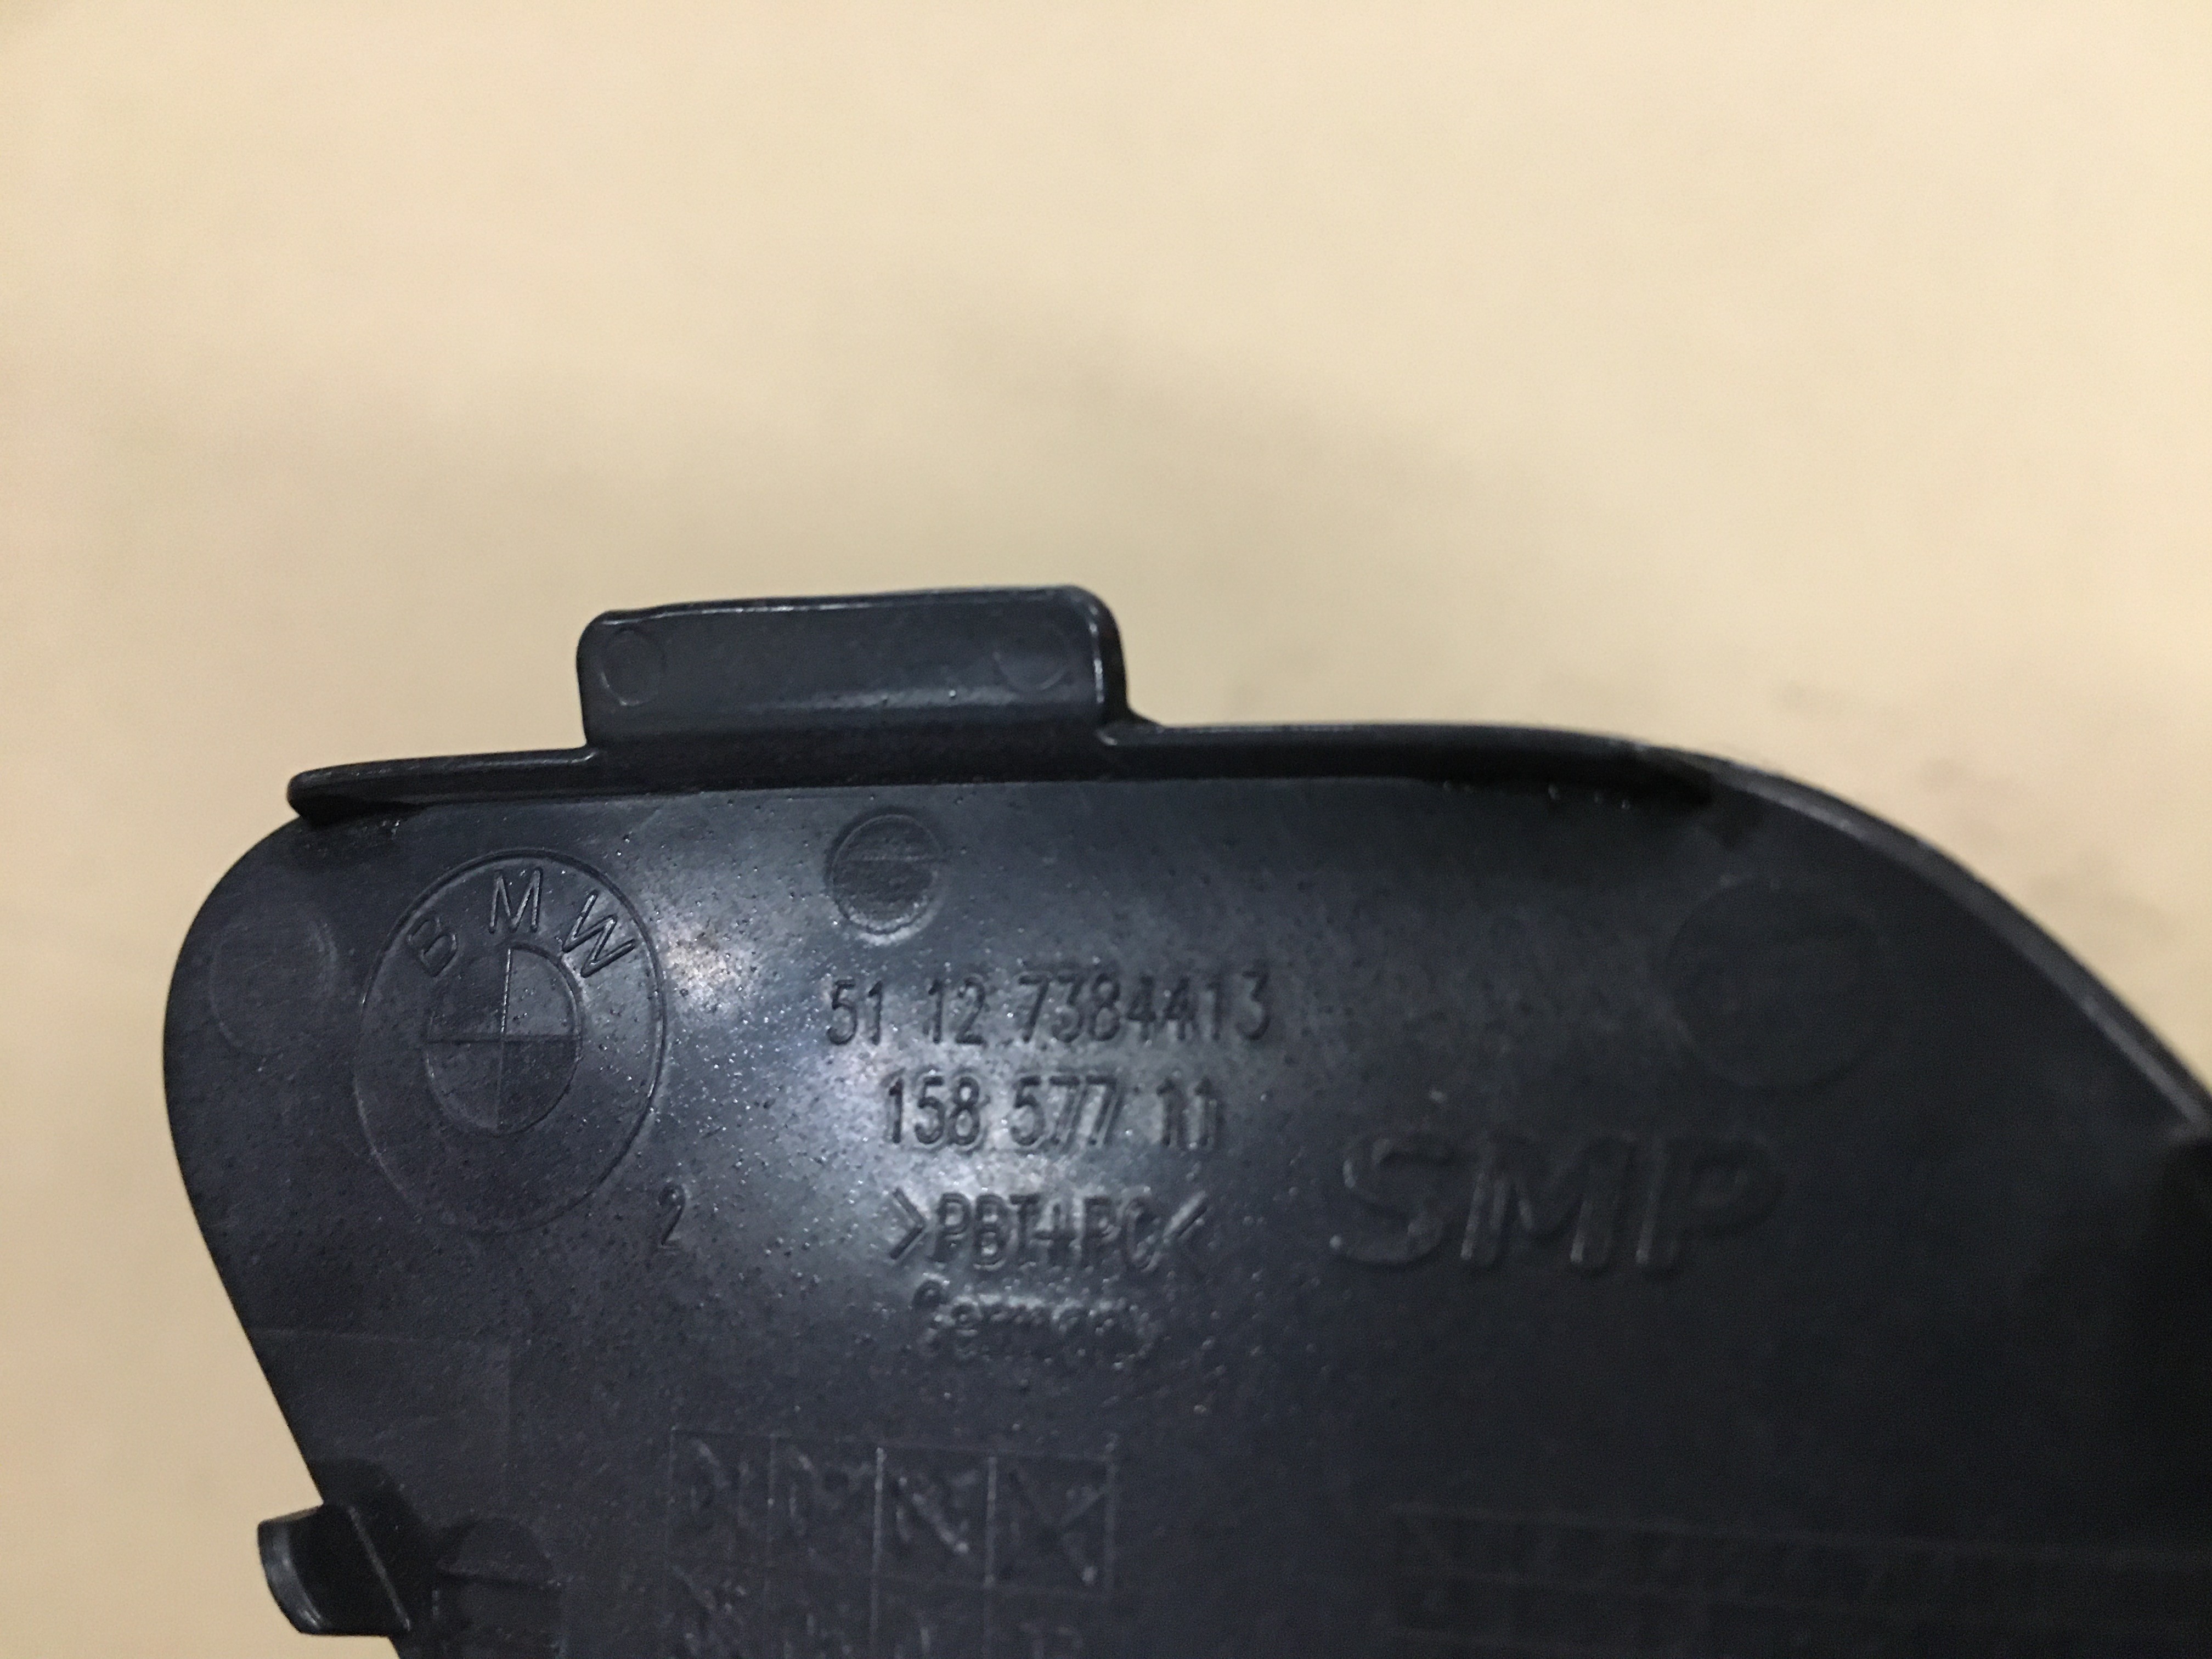 BMW
51 12 7384413
158 577 11
2
>PBT+PC<
Germany
SMP